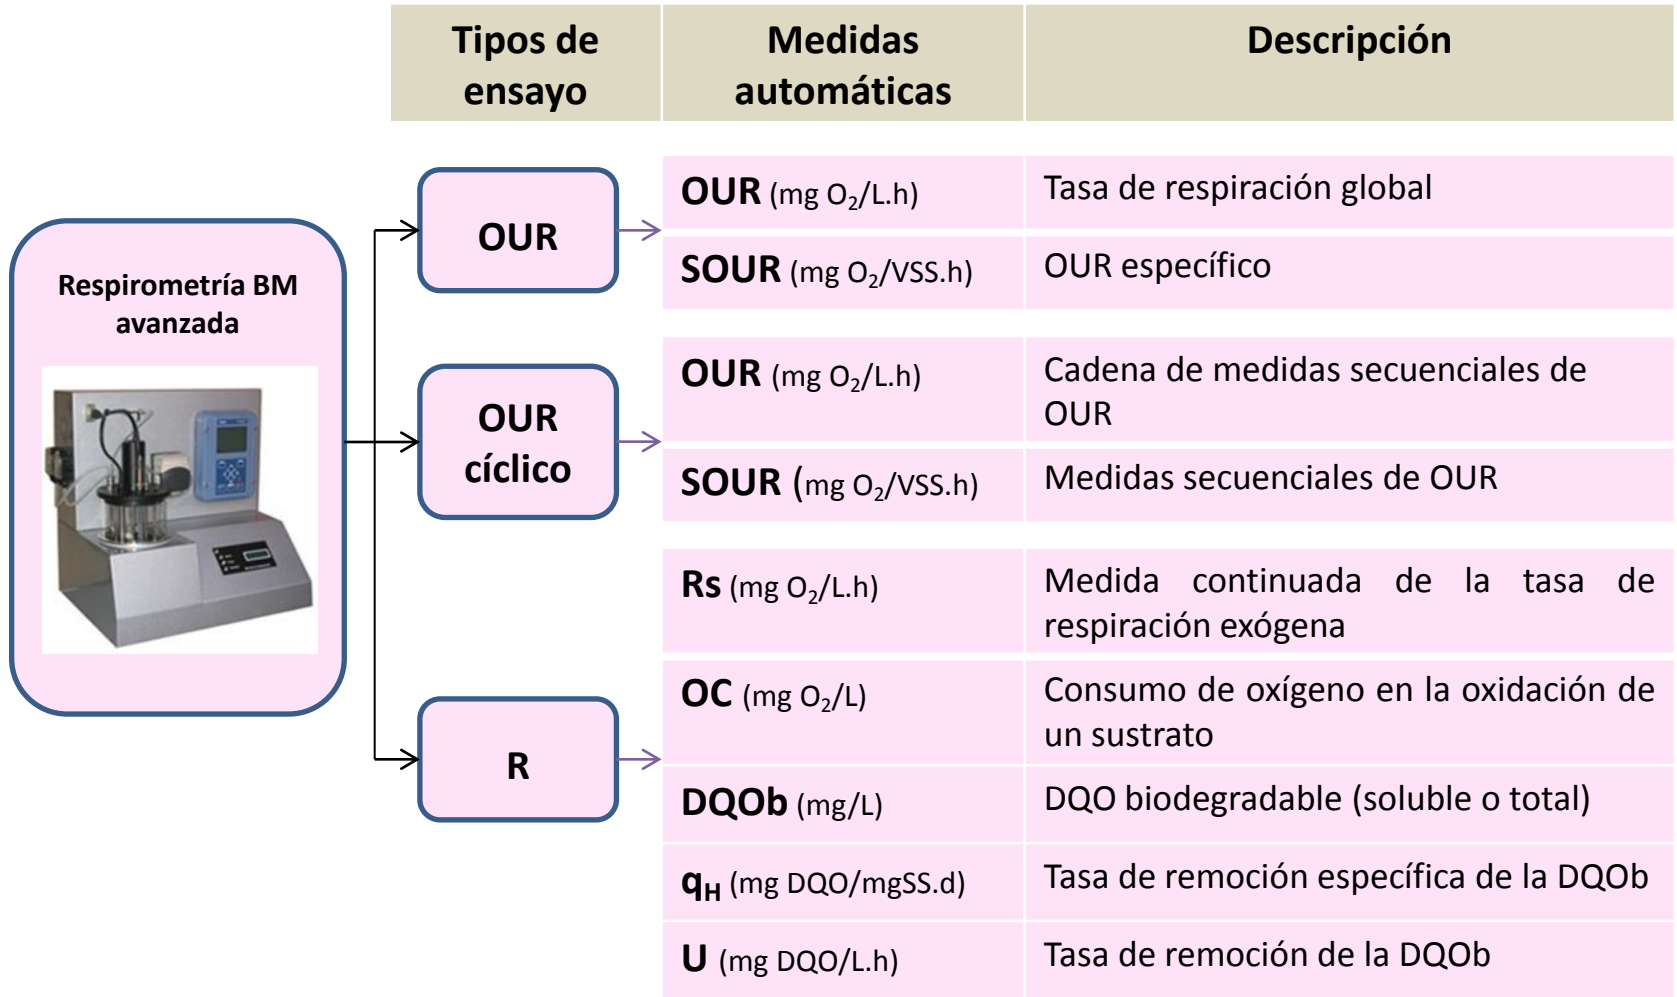 Tipos de
ensayo
Medidas
automáticas
Descripción
Respirometría BM
avanzada
OUR
OUR (mg O₂/L.h)
Tasa de respiración global
SOUR (mg O₂/VSS.h)
OUR específico
OUR
cíclico
OUR (mg O₂/L.h)
Cadena de medidas secuenciales de
OUR
SOUR (mg O₂/VSS.h)
Medidas secuenciales de OUR
R
Rs (mg O₂/L.h)
Medida continuada de la tasa de
respiración exógena
OC (mg O₂/L)
Consumo de oxígeno en la oxidación de
un sustrato
DQOb (mg/L)
DQO biodegradable (soluble o total)
qH (mg DQO/mgSS.d)
Tasa de remoción específica de la DQOb
U (mg DQO/L.h)
Tasa de remoción de la DQOb